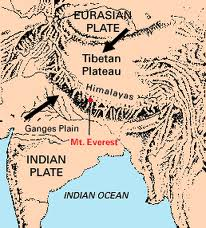 EURASIAN
PLATE
Tibetan
Plateau
Himalayas
Ganges Plain
Mt. Everest
INDIAN
PLATE
INDIAN OCEAN